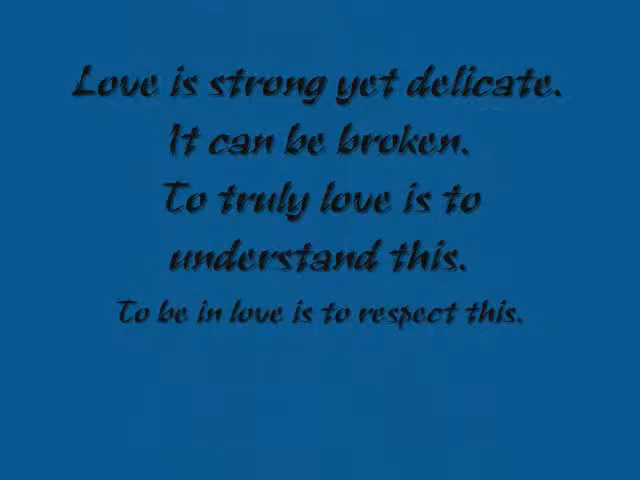 Love is strong yet delicate.
It can be broken.
To truly love is to
understand this.
To be in love is to respect this.